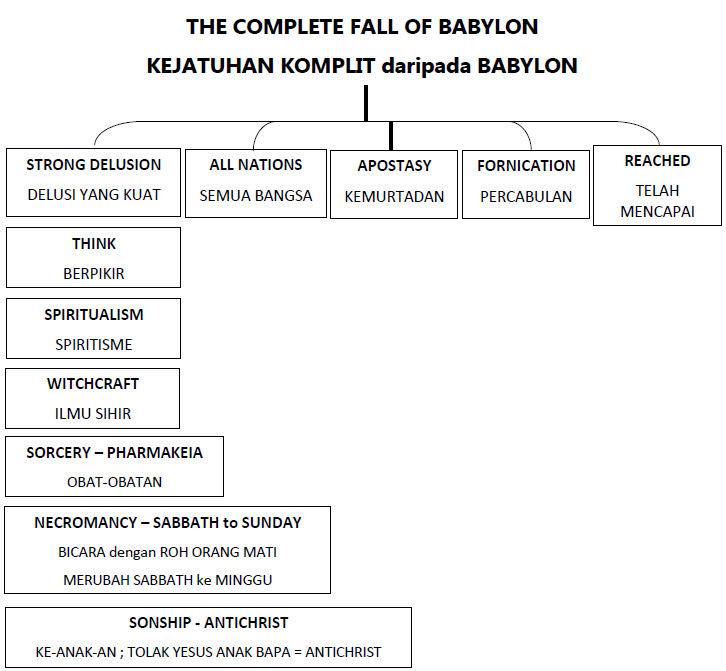 THE COMPLETE FALL OF BABYLON
KEJATUHAN KOMPLIT daripada BABYLON
STRONG DELUSION
DELUSI YANG KUAT
ALL NATIONS
SEMUA BANGSA
APOSTASY
KEMURTADAN
FORNICATION
PERCABULAN
REACHED
TELAH
MENCAPAI
THINK
BERPIKIR
SPIRITUALISM
SPIRITISME
WITCHCRAFT
ILMU SIHIR
SORCERY – PHARMAKEIA
OBAT-OBATAN
NECROMANCY – SABBATH to SUNDAY
BICARA dengan ROH ORANG MATI
MERUBAH SABBATH ke MINGGU
SONSHIP - ANTICHRIST
KE-ANAK-AN ; TOLAK YESUS ANAK BAPA = ANTICHRIST